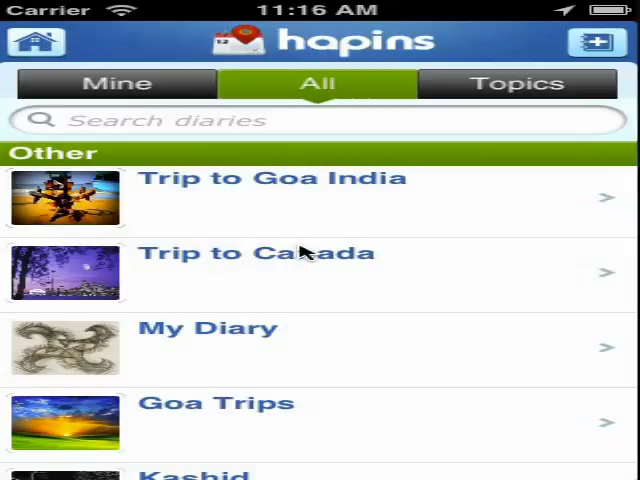 Carrier 11:16 AM
hapins
Mine All Topics
Search diaries
Other
Trip to Goa India
Trip to Canada
My Diary
Goa Trips
Kashid